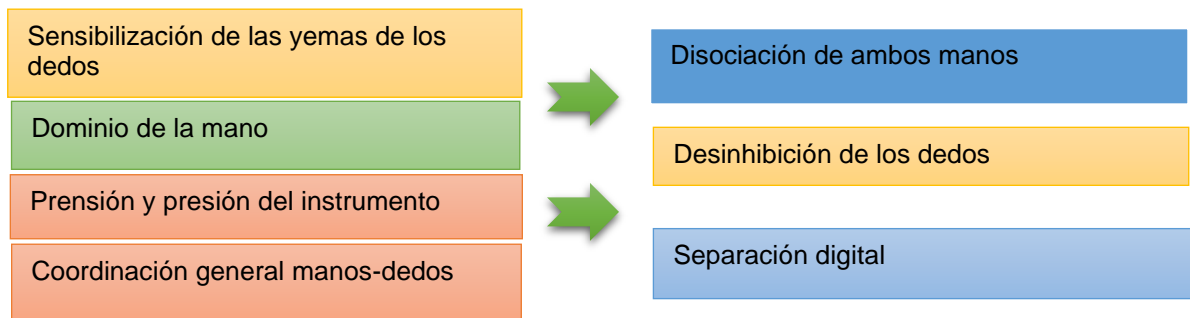 Sensibilización de las yemas de los
dedos
Dominio de la mano
Prensión y presión del instrumento
Coordinación general manos-dedos
Disociación de ambos manos
Desinhibición de los dedos
Separación digital